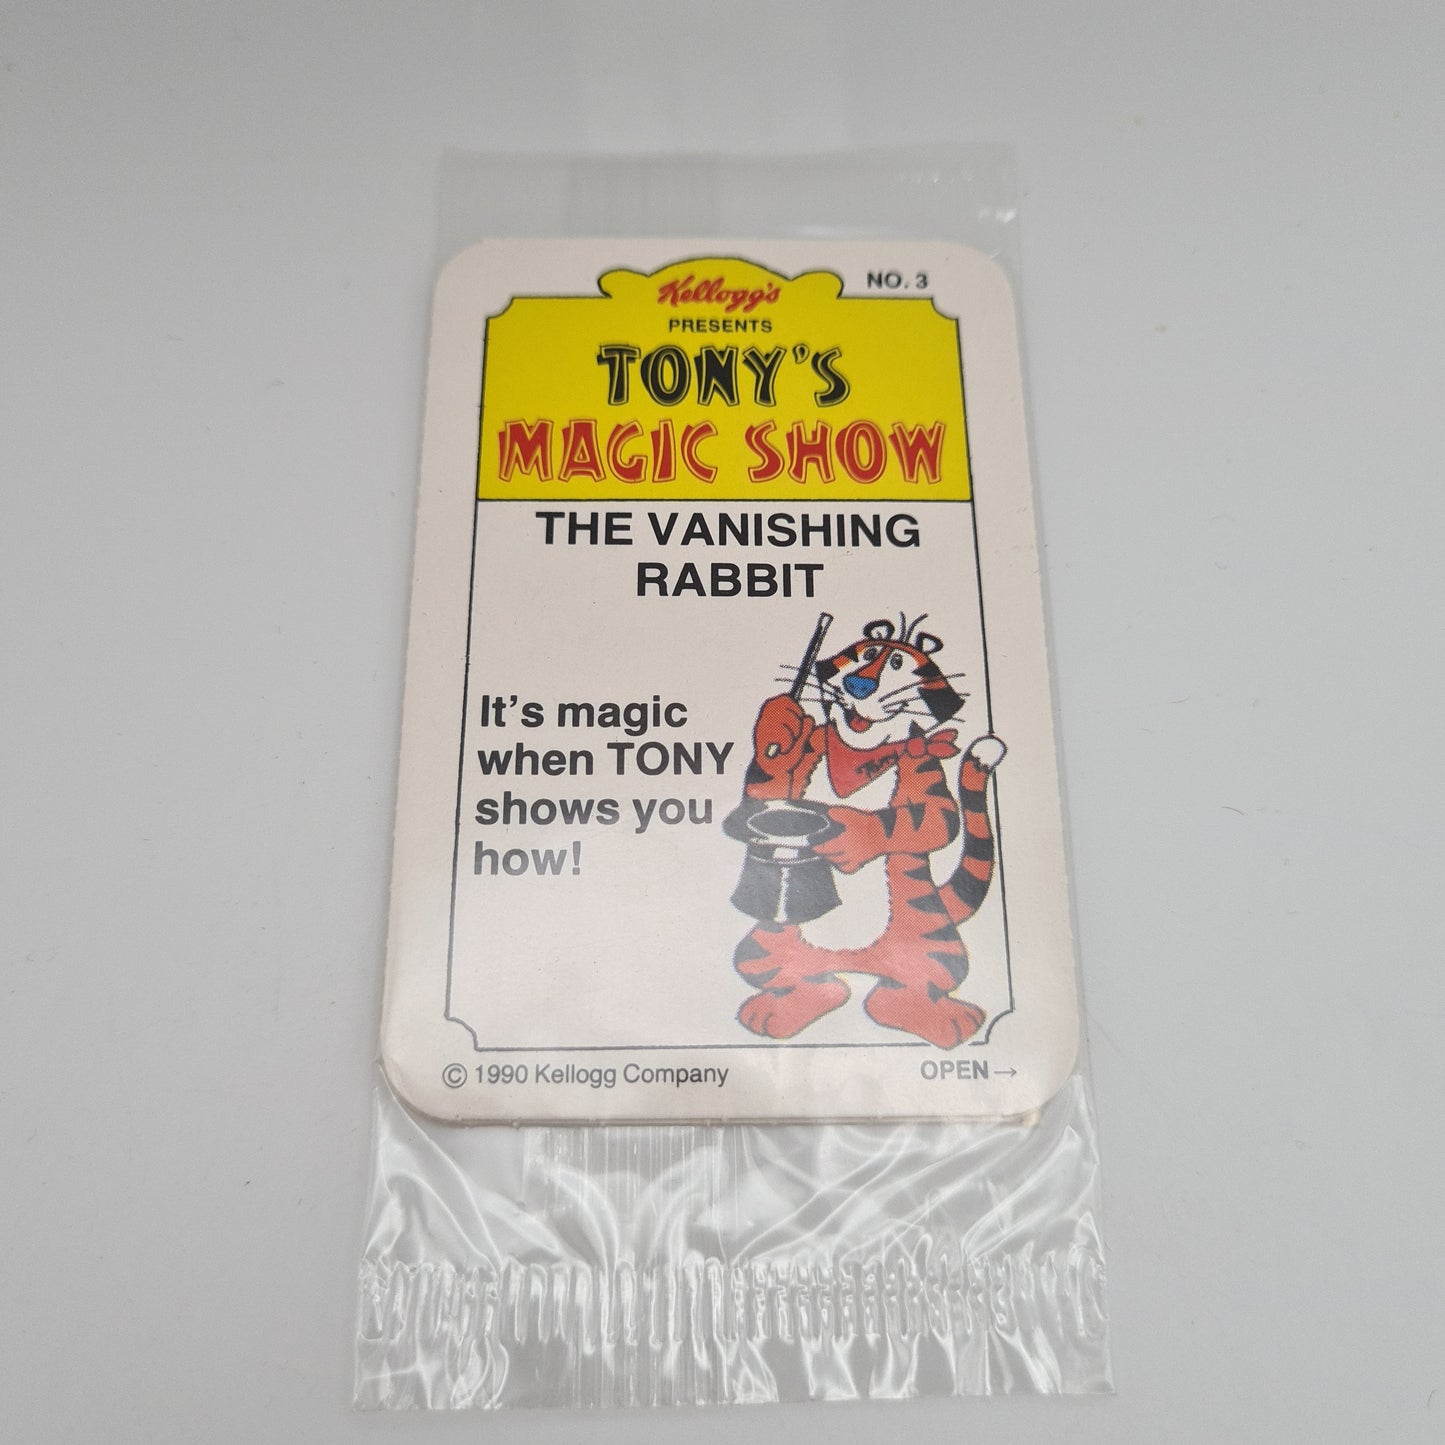 NO. 3
Kellogg's
PRESENTS
TONY'S
MAGIC SHOW
THE VANISHING
RABBIT
It's magic
when TONY
shows you
how!
Tony
© 1990 Kellogg Company
OPEN→